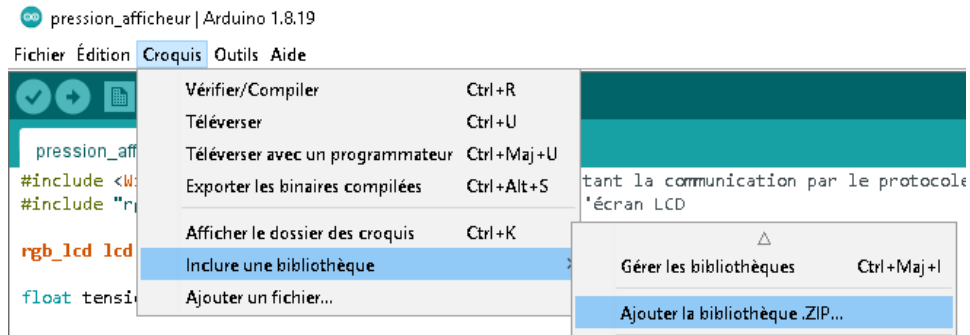 pression_afficheur | Arduino 1.8.19
Fichier Édition Croquis Outils Aide
Vérifier/Compiler Ctrl+R
Téléverser Ctrl+U
pression_aff
Téléverser avec un programmateur Ctrl+Maj+U
#include <W
Exporter les binaires compilées Ctrl+Alt+S
tant la communication par le protocole
#include "r
'écran LCD
Afficher le dossier des croquis Ctrl+K
rgb_lcd lcd
Inclure une bibliothèque
Gérer les bibliothèques Ctrl+Maj+I
float tensi
Ajouter un fichier...
Ajouter la bibliothèque .ZIP...